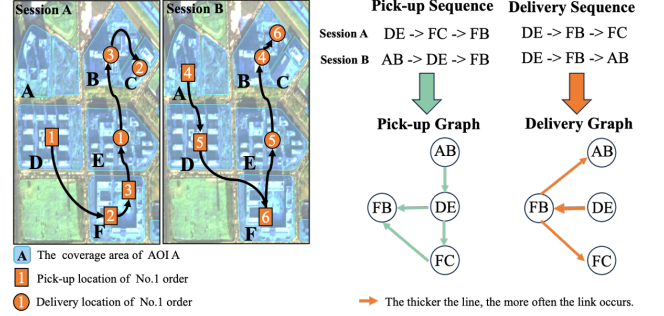 Session A
Session B
Pick-up Sequence
Delivery Sequence
Session A
DE -> FC -> FB
DE -> FB -> FC
Session B
AB -> DE -> FB
DE -> FB -> AB
Pick-up Graph
Delivery Graph
A
B
C
D
E
F
1
2
3
1
3
2
A
B
C
D
E
F
4
5
6
5
4
6
AB
FB
DE
FC
AB
FB
DE
FC
A The coverage area of AOI A
1 Pick-up location of No.1 order
1 Delivery location of No.1 order
The thicker the line, the more often the link occurs.